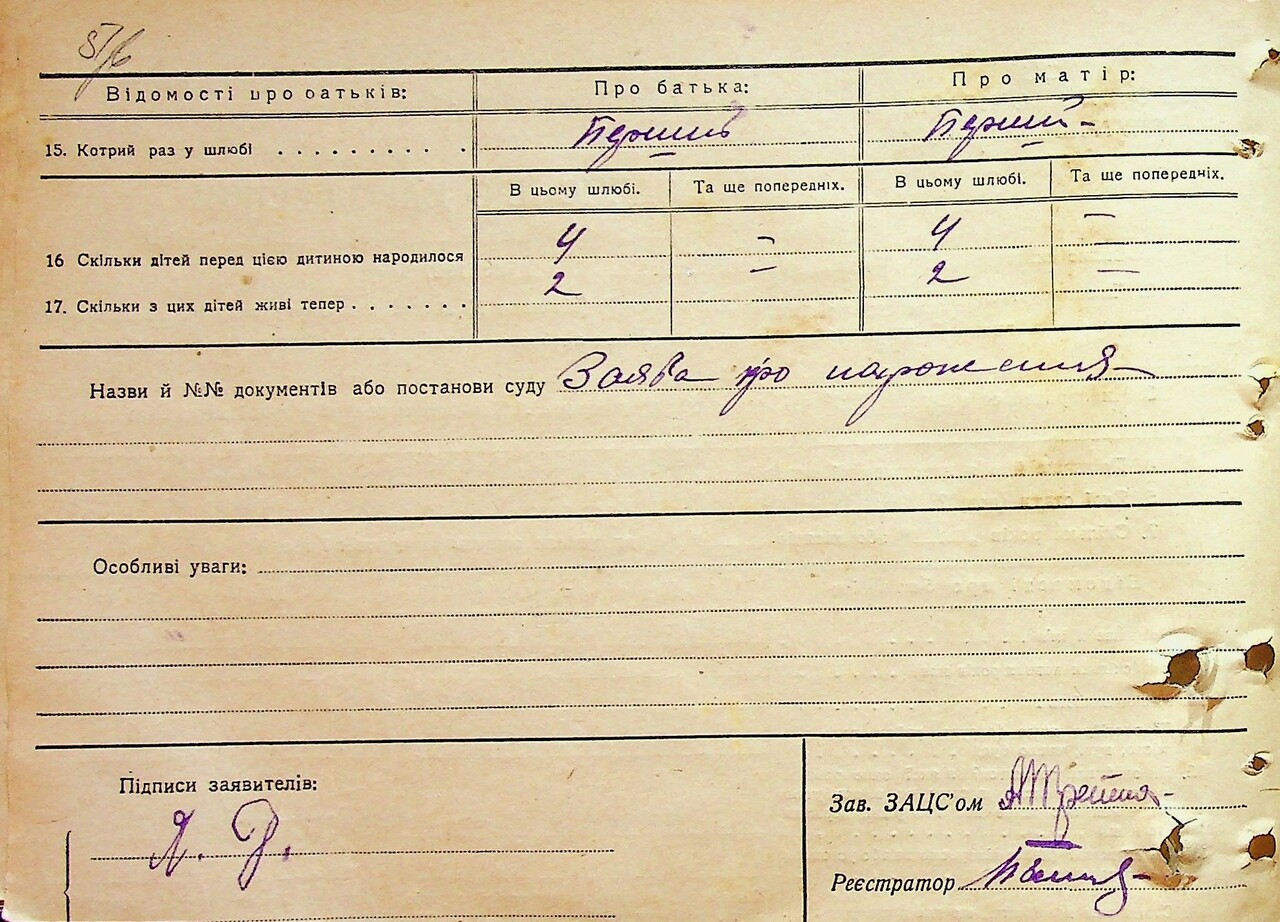 57/б
Відомості про батьків: Про батька: Про матір:
15. Котрий раз у шлюбі . . . . . . . . . . Перший Перший
В цьому шлюбі. Та ще попередніх. В цьому шлюбі. Та ще попередніх.
16 Скільки дітей перед цією дитиною народилося 4 – 4 –
17. Скільки з цих дітей живі тепер . . . . . . . 2 – 2 –
Назви й №№ документів або постанови суду Заява про народження
Особливі уваги:
Підписи заявителів:
Зав. ЗАЦС'ом
Я. Р.
Реєстратор